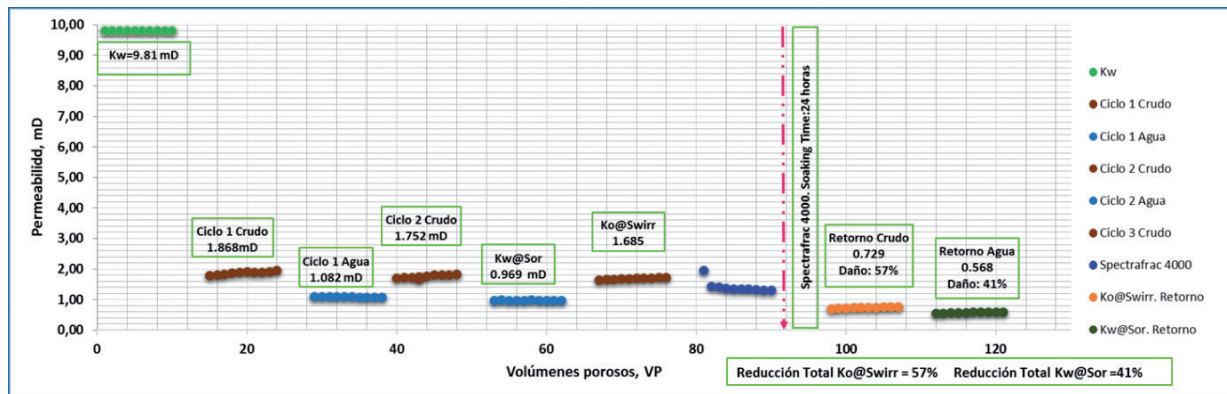 10,00
9,00
8,00
7,00
6,00
5,00
4,00
3,00
2,00
1,00
0,00
Permeabilidd, mD
Kw=9.81 mD
Ciclo 1 Crudo
1.868mD
Ciclo 1 Agua
1.082 mD
Ciclo 2 Crudo
1.752 mD
Kw@Sor
0.969 mD
Ko@Swirr
1.685
Spectrafrac 4000. Soaking Time:24 horas
Retorno Crudo
0.729
Daño: 57%
Retorno Agua
0.568
Daño: 41%
0 20 40 60 80 100 120
Volúmenes porosos, VP
Reducción Total Ko@Swirr = 57% Reducción Total Kw@Sor =41%
Kw
Ciclo 1 Crudo
Ciclo 1 Agua
Ciclo 2 Crudo
Ciclo 2 Agua
Ciclo 3 Crudo
Spectrafrac 4000
Ko@Swirr. Retorno
Kw@Sor. Retorno